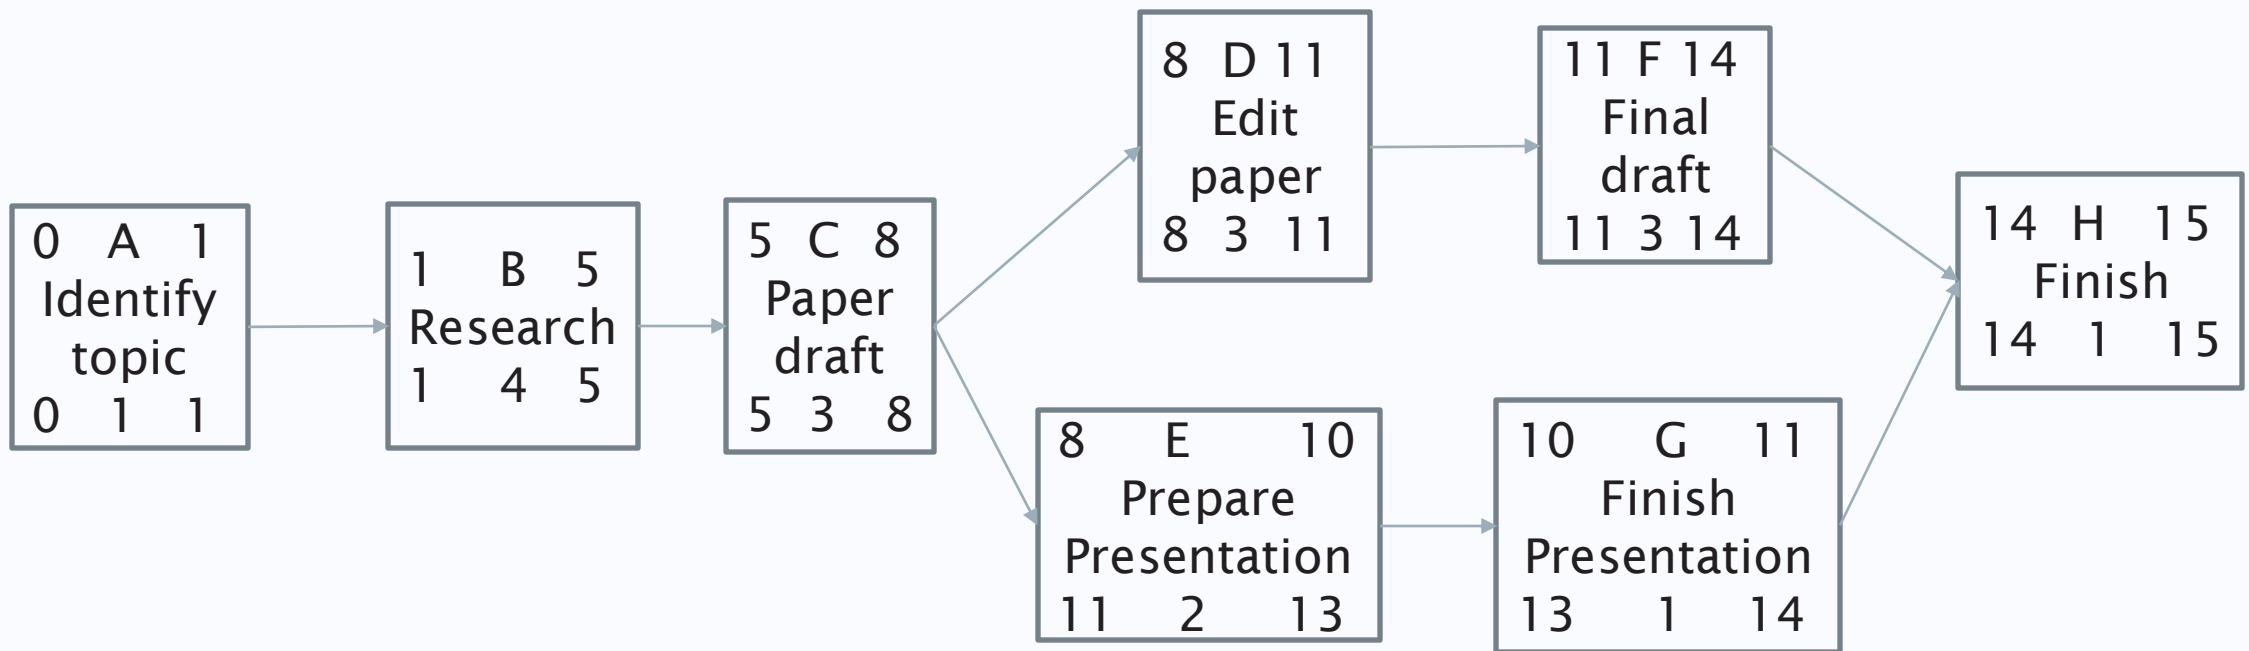 0 A 1
Identify
topic
0 1 1
1 B 5
Research
1 4 5
5 C 8
Paper
draft
5 3 8
8 D 11
Edit
paper
8 3 11
11 F 14
Final
draft
11 3 14
8 E 10
Prepare
Presentation
11 2 13
10 G 11
Finish
Presentation
13 1 14
14 H 15
Finish
14 1 15